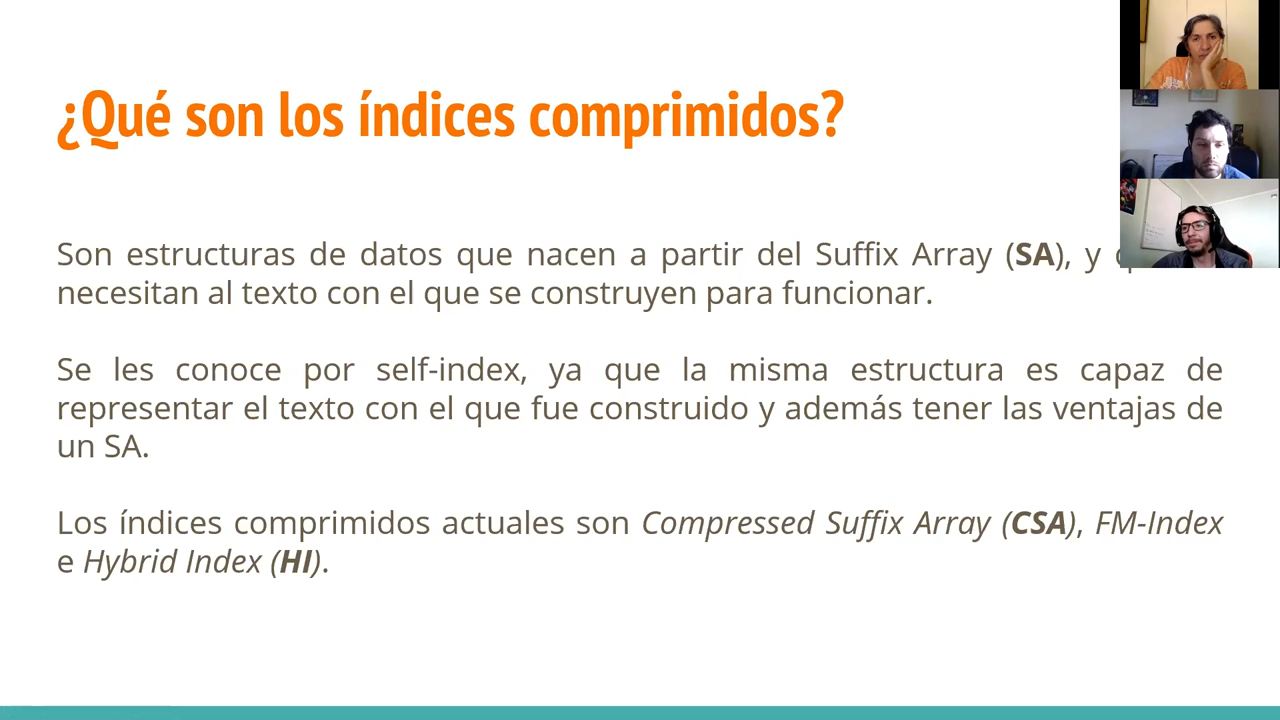 ¿Qué son los índices comprimidos?
Son estructuras de datos que nacen a partir del Suffix Array (SA), y
necesitan al texto con el que se construyen para funcionar.
Se les conoce por self-index, ya que la misma estructura es capaz de
representar el texto con el que fue construido y además tener las ventajas de
un SA.
Los índices comprimidos actuales son Compressed Suffix Array (CSA), FM-Index
e Hybrid Index (HI).